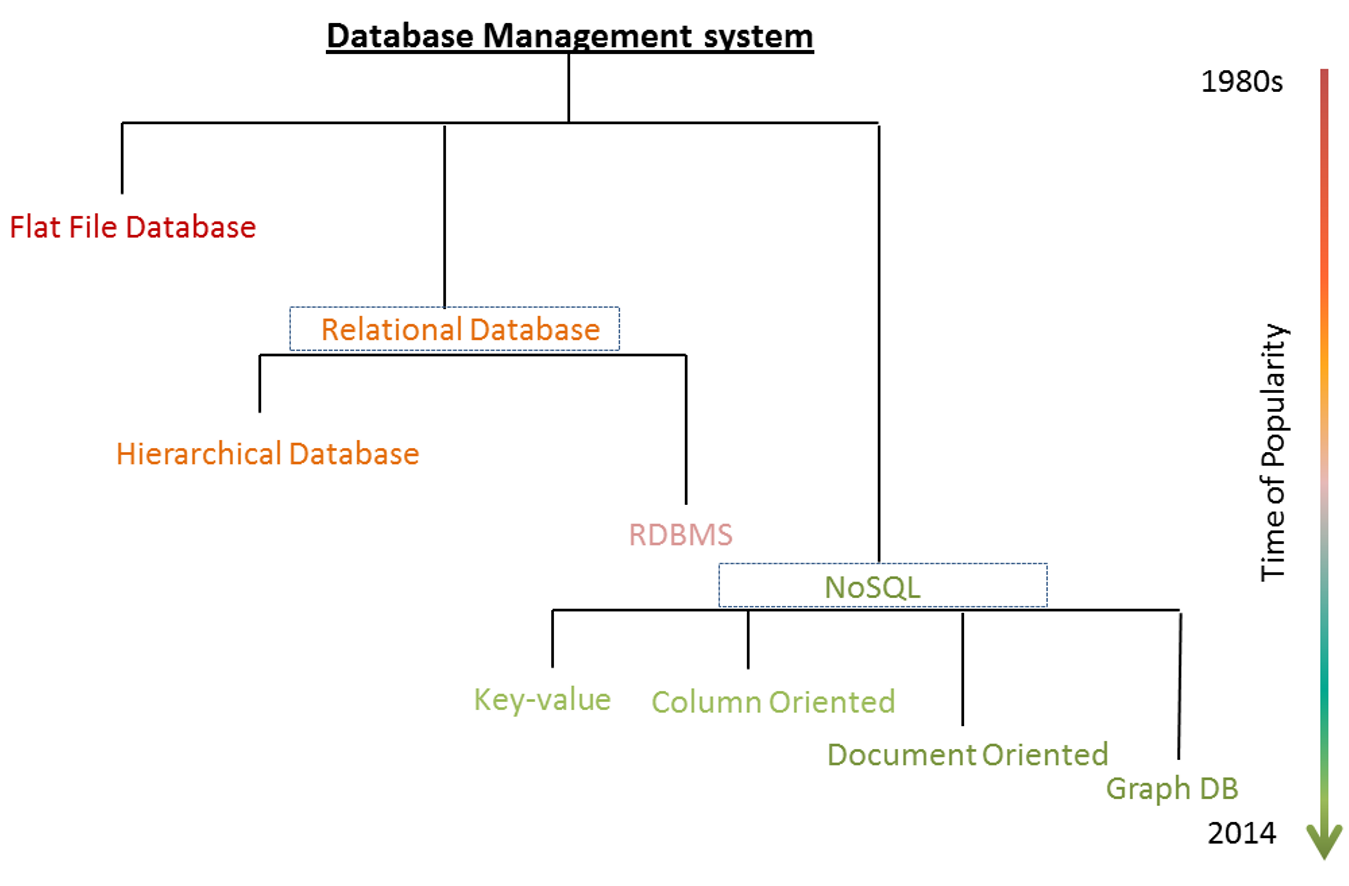 Database Management system
1980s
Flat File Database
Relational Database
Time of Popularity
Hierarchical Database
RDBMS
NoSQL
Key-value
Column Oriented
Document Oriented
Graph DB
2014